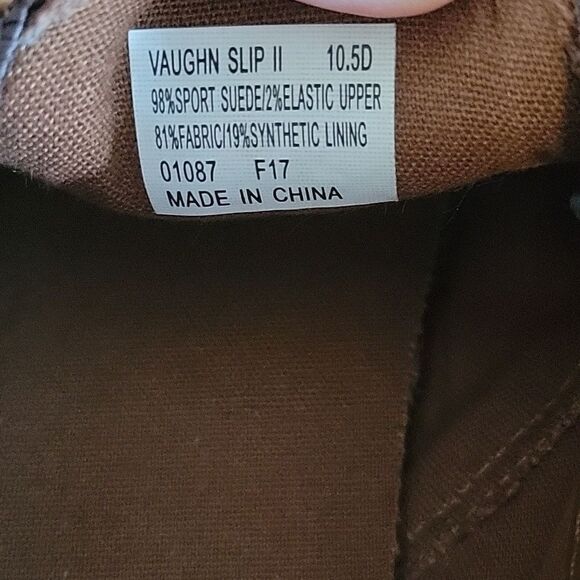 VAUGHN SLIP II 10.5D
98%SPORT SUEDE/2%ELASTIC UPPER
81%FABRIC/19%SYNTHETIC LINING
01087 F17
MADE IN CHINA